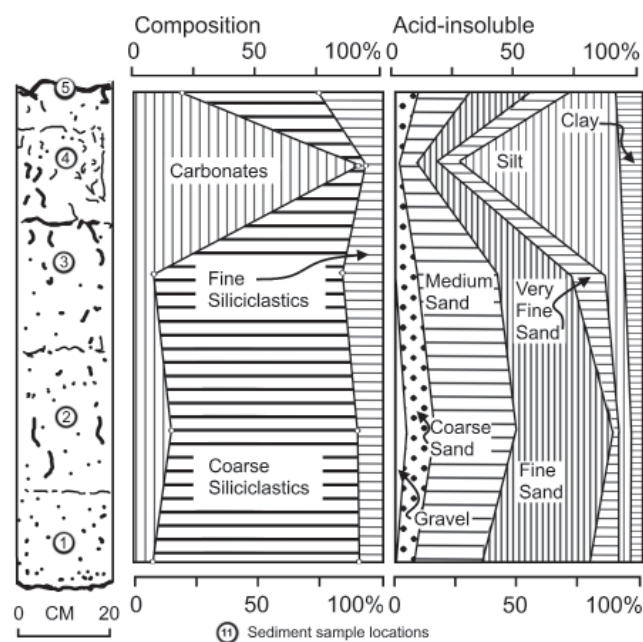 Composition
Acid-insoluble
0 50 100%
0 50 100%
5
4
3
2
1
Carbonates
Fine
Siliciclastics
Coarse
Siliciclastics
Clay
Silt
Medium
Sand
Very
Fine
Sand
Coarse
Sand
Fine
Sand
Gravel
0 CM 20
0 50 100%
0 50 100%
11 Sediment sample locations